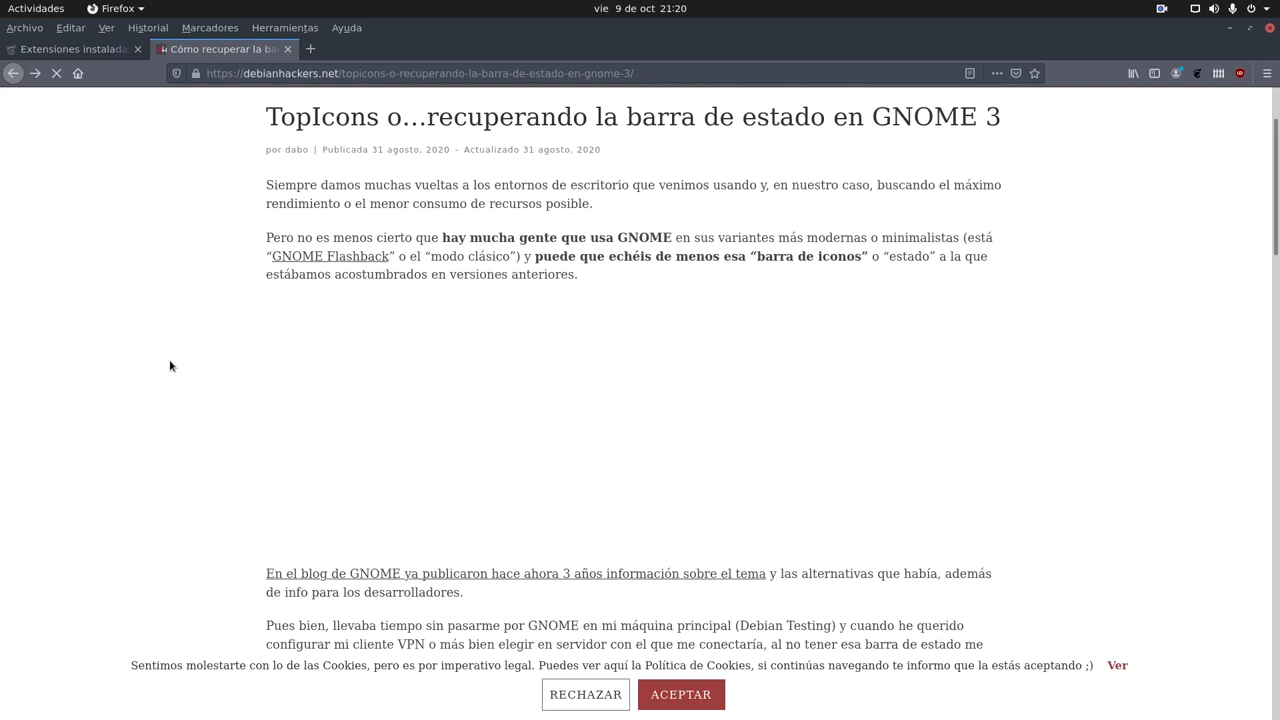 Actividades Firefox vie 9 de oct 21:20
Archivo Editar Ver Historial Marcadores Herramientas Ayuda
Extensiones instalada Cómo recuperar la ba
https://debianhackers.net/topicons-o-recuperando-la-barra-de-estado-en-gnome-3/
TopIcons o…recuperando la barra de estado en GNOME 3
por dabo | Publicada 31 agosto, 2020 - Actualizado 31 agosto, 2020
Siempre damos muchas vueltas a los entornos de escritorio que venimos usando y, en nuestro caso, buscando el máximo
rendimiento o el menor consumo de recursos posible.
Pero no es menos cierto que hay mucha gente que usa GNOME en sus variantes más modernas o minimalistas (está
“GNOME Flashback” o el “modo clásico”) y puede que echéis de menos esa “barra de iconos” o “estado” a la que
estábamos acostumbrados en versiones anteriores.
En el blog de GNOME ya publicaron hace ahora 3 años información sobre el tema y las alternativas que había, además
de info para los desarrolladores.
Pues bien, llevaba tiempo sin pasarme por GNOME en mi máquina principal (Debian Testing) y cuando he querido
configurar mi cliente VPN o más bien elegir en servidor con el que me conectaría, al no tener esa barra de estado me
Sentimos molestarte con lo de las Cookies, pero es por imperativo legal. Puedes ver aquí la Política de Cookies, si continúas navegando te informo que la estás aceptando ;) Ver
RECHAZAR ACEPTAR